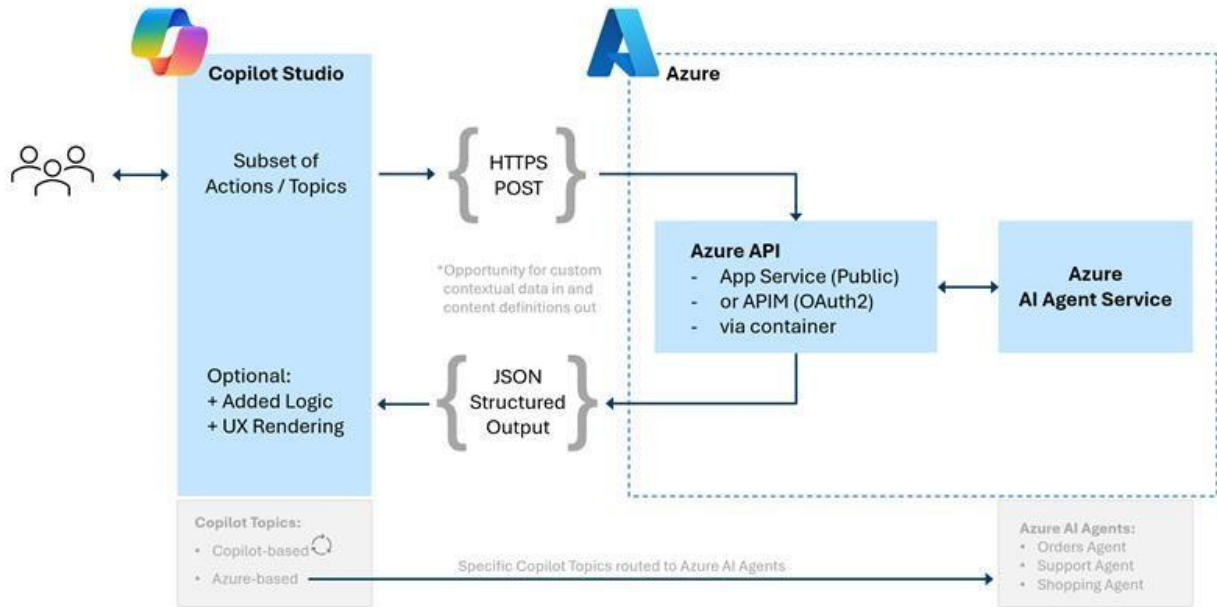 Copilot Studio
Azure
Subset of
Actions / Topics
{ HTTPS }
POST
*Opportunity for custom
contextual data in and
content definitions out
Azure API
- App Service (Public)
- or APIM (OAuth2)
- via container
Azure
AI Agent Service
Optional:
+ Added Logic
+ UX Rendering
{ JSON }
Structured
Output
Copilot Topics:
• Copilot-based
• Azure-based
Specific Copilot Topics routed to Azure AI Agents
Azure AI Agents:
• Orders Agent
• Support Agent
• Shopping Agent